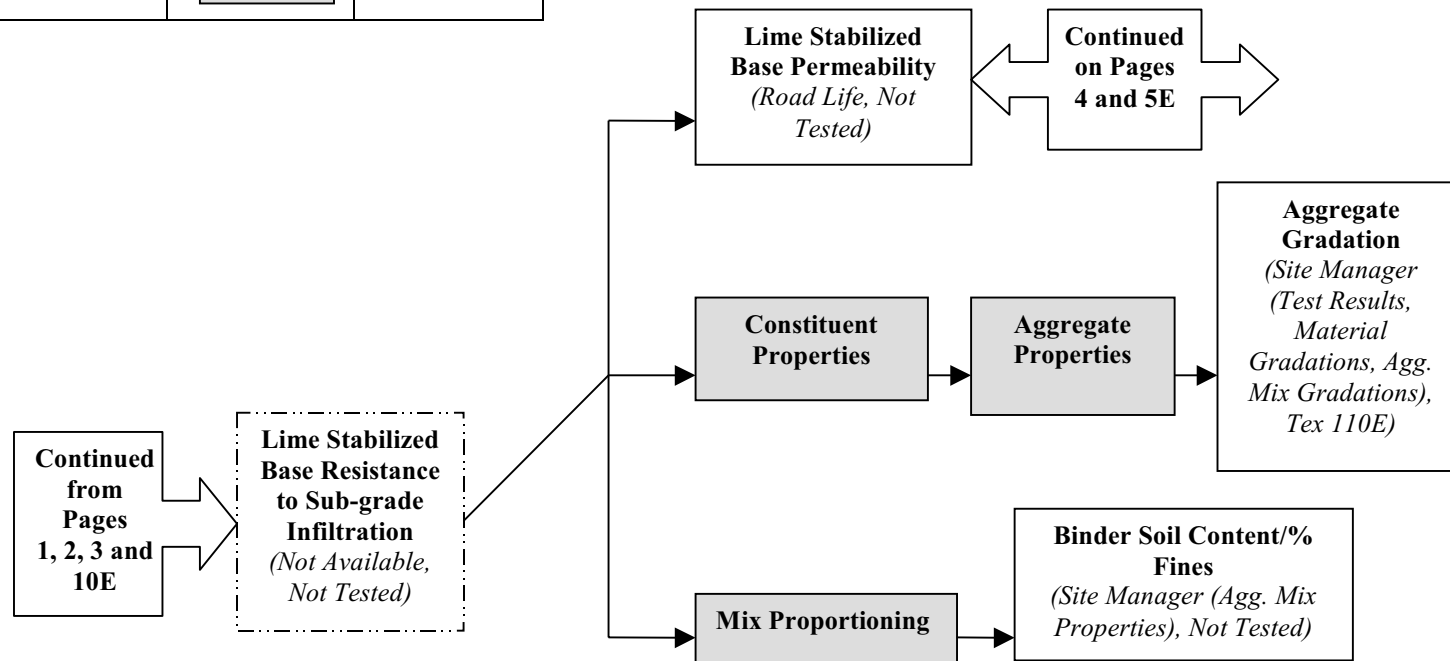 Lime Stabilized
Base Permeability
(Road Life, Not
Tested)
Continued
on Pages
4 and 5E
Aggregate
Gradation
(Site Manager
(Test Results,
Material
Gradations, Agg.
Mix Gradations),
Tex 110E)
Constituent
Properties
Aggregate
Properties
Continued
from
Pages
1, 2, 3 and
10E
Lime Stabilized
Base Resistance
to Sub-grade
Infiltration
(Not Available,
Not Tested)
Binder Soil Content/%
Fines
(Site Manager (Agg. Mix
Properties), Not Tested)
Mix Proportioning